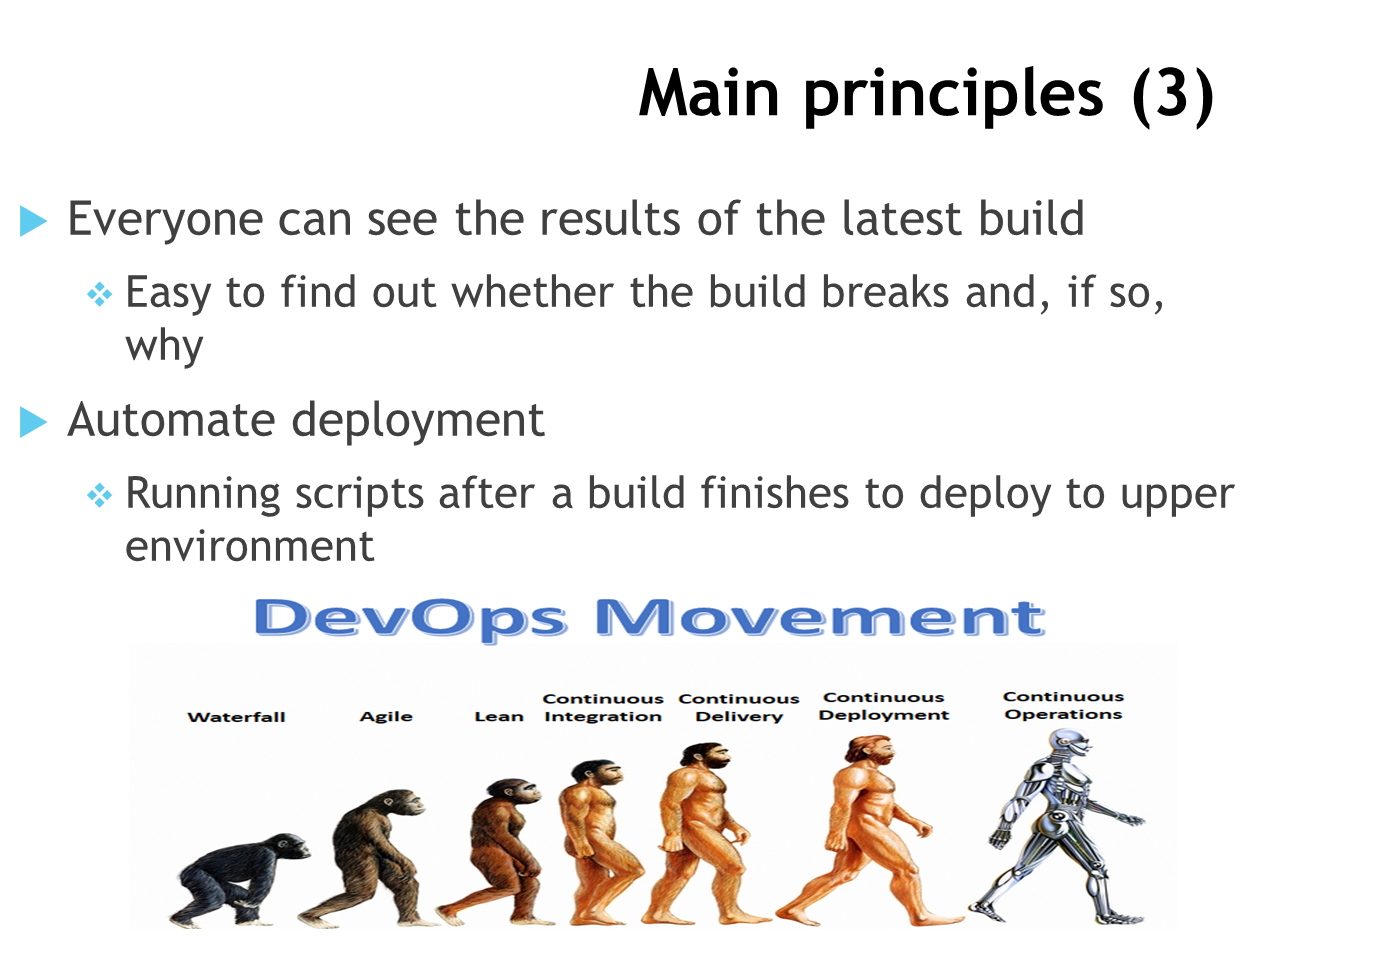 Main principles (3)
Everyone can see the results of the latest build
Easy to find out whether the build breaks and, if so,
why
Automate deployment
Running scripts after a build finishes to deploy to upper
environment
DevOps Movement
Waterfall
Agile
Lean
Continuous
Integration
Continuous
Delivery
Continuous
Deployment
Continuous
Operations